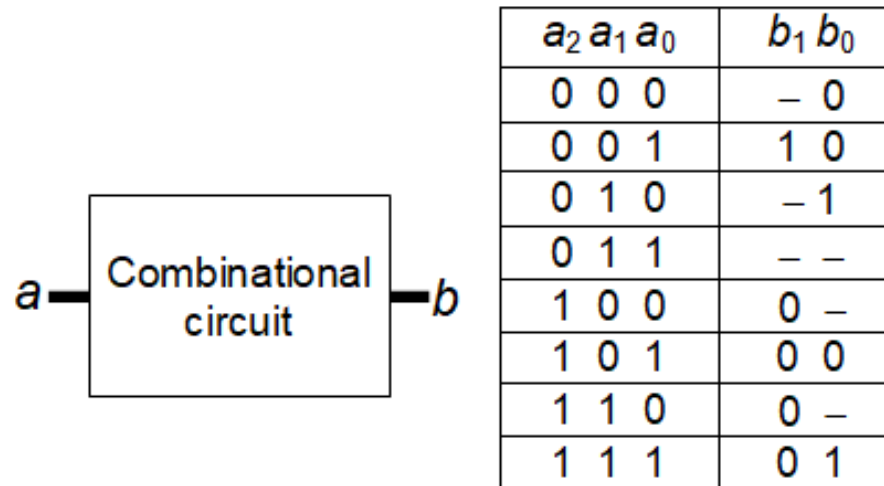 a₂ a₁ a₀ b₁ b₀
0 0 0 – 0
0 0 1 1 0
0 1 0 – 1
0 1 1 – –
1 0 0 0 –
1 0 1 0 0
1 1 0 0 –
1 1 1 0 1
a Combinational circuit b